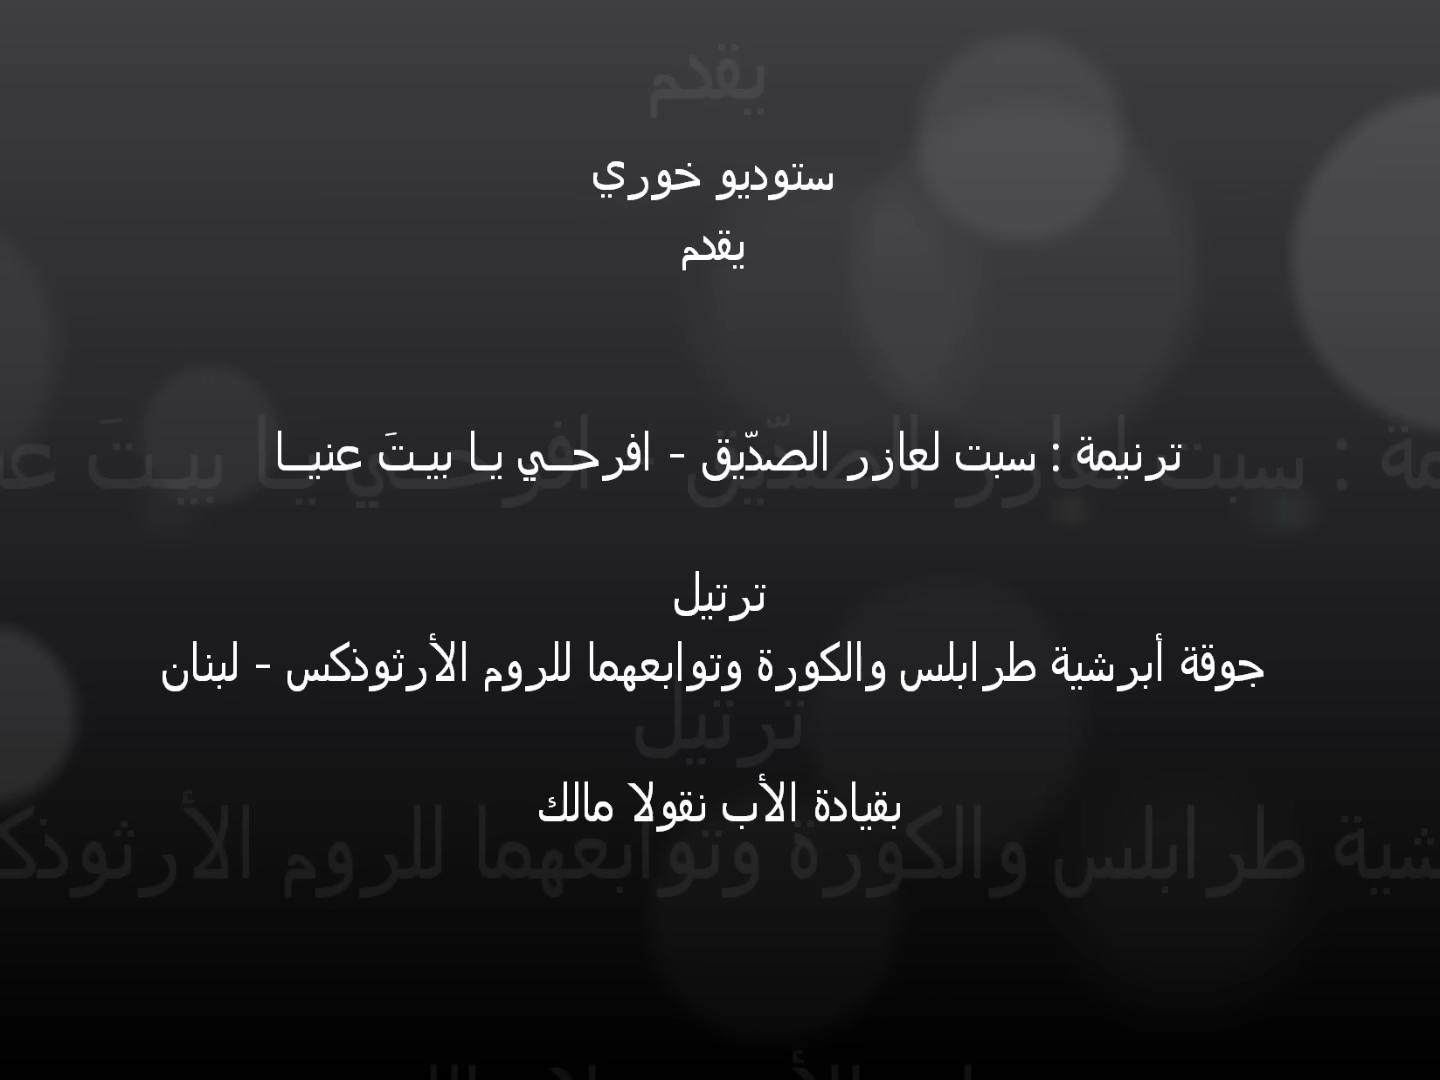 ستوديو خوري
يقدم
ترنيمة : سبت لعازر الصدّيق - افرحــي يــا بيـتَ عنيــا
ترتيل
جوقة أبرشية طرابلس والكورة وتوابعهما للروم الأرثوذكس - لبنان
بقيادة الأب نقولا مالك